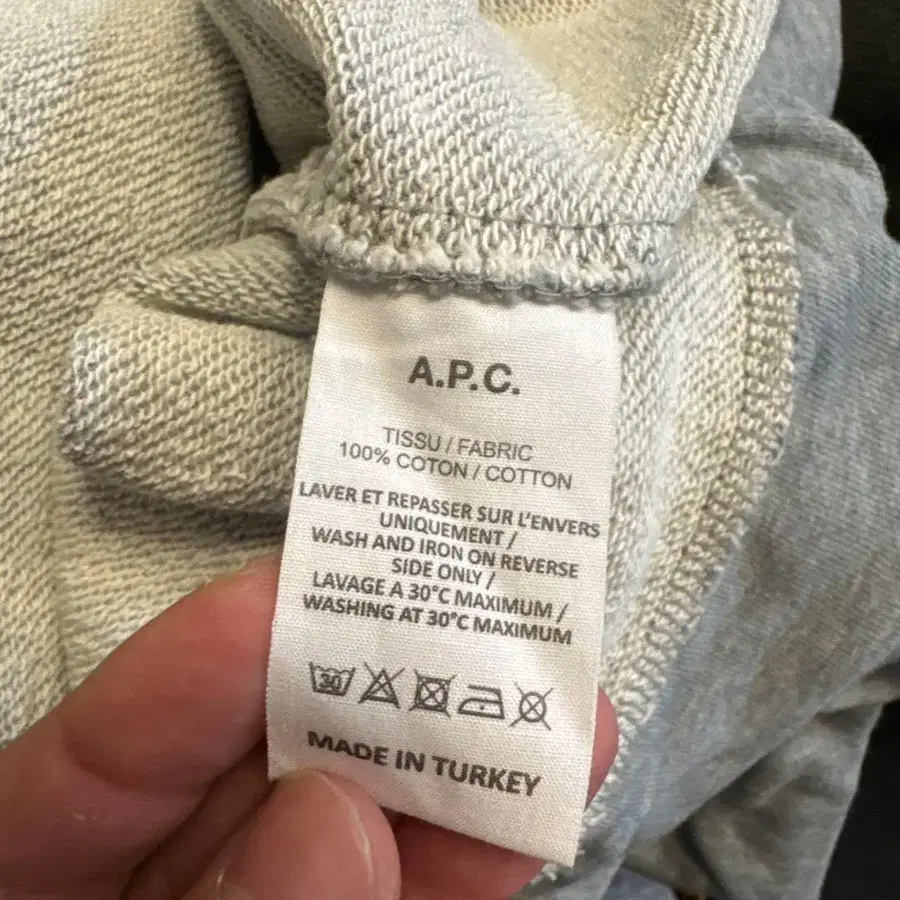 A.P.C.
TISSU / FABRIC
100% COTON / COTTON
LAVER ET REPASSER SUR L'ENVERS
UNIQUEMENT /
WASH AND IRON ON REVERSE
SIDE ONLY /
LAVAGE A 30°C MAXIMUM /
WASHING AT 30°C MAXIMUM
30
MADE IN TURKEY